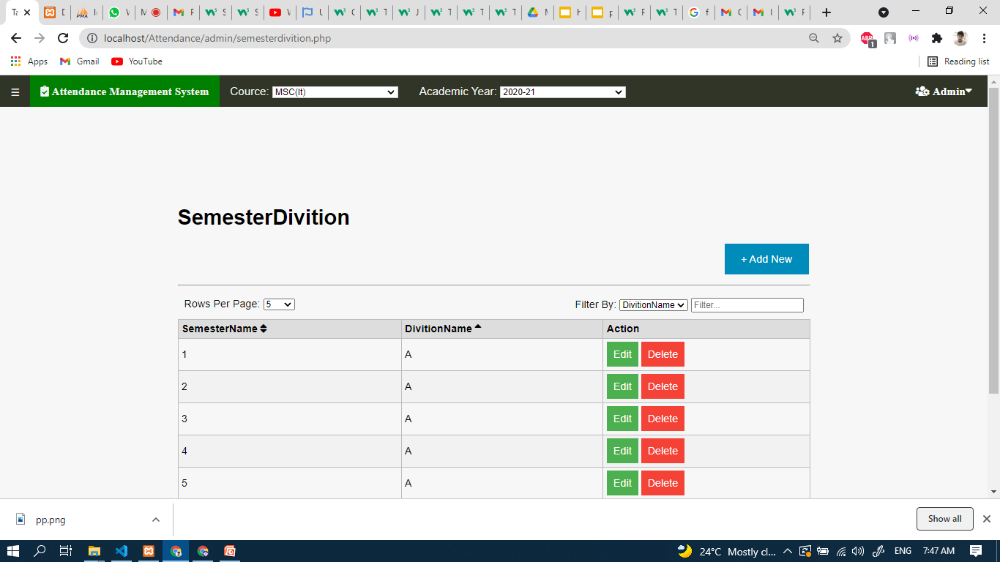 Ta
localhost/Attendance/admin/semesterdivition.php
Apps Gmail YouTube Reading list
☰ Attendance Management System Cource: MSC(It) Academic Year: 2020-21 Admin
SemesterDivition
+ Add New
Rows Per Page: 5 Filter By: DivitionName Filter...
SemesterName DivitionName Action
1 A Edit Delete
2 A Edit Delete
3 A Edit Delete
4 A Edit Delete
5 A Edit Delete
pp.png Show all
24°C Mostly cl... ENG 7:47 AM